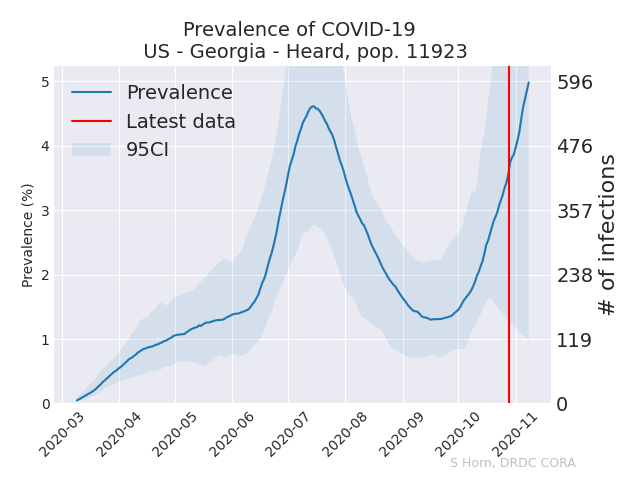 Prevalence of COVID-19
US - Georgia - Heard, pop. 11923
Prevalence
Latest data
95CI
Prevalence (%)
5
4
3
2
1
0
596
476
357
238
119
0
# of infections
2020-03
2020-04
2020-05
2020-06
2020-07
2020-08
2020-09
2020-10
2020-11
S Horn, DRDC CORA